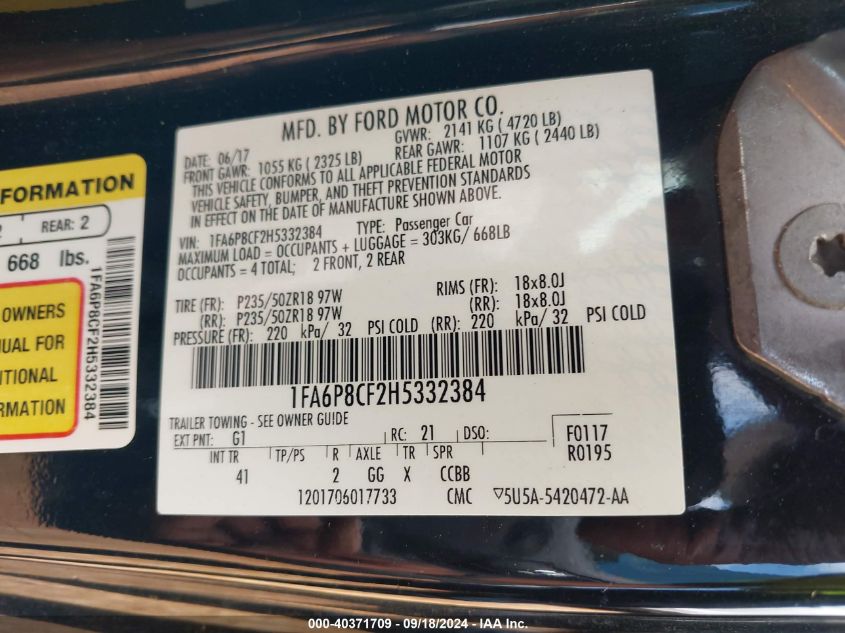 MFD. BY FORD MOTOR CO.
DATE: 06/17 GVWR: 2141 KG ( 4720 LB)
FRONT GAWR: 1055 KG ( 2325 LB) REAR GAWR: 1107 KG ( 2440 LB)
THIS VEHICLE CONFORMS TO ALL APPLICABLE FEDERAL MOTOR
VEHICLE SAFETY, BUMPER, AND THEFT PREVENTION STANDARDS
IN EFFECT ON THE DATE OF MANUFACTURE SHOWN ABOVE.
VIN: 1FA6P8CF2H5332384 TYPE: Passenger Car
MAXIMUM LOAD = OCCUPANTS + LUGGAGE = 303KG/ 668LB
OCCUPANTS = 4 TOTAL; 2 FRONT, 2 REAR
TIRE (FR): P235/50ZR18 97W RIMS (FR): 18x8.0J
(RR): P235/50ZR18 97W (RR): 18x8.0J
PRESSURE (FR): 220 kPa/ 32 PSI COLD (RR): 220 kPa/ 32 PSI COLD
1FA6P8CF2H5332384
TRAILER TOWING - SEE OWNER GUIDE
EXT PNT: G1 RC: 21 DSO: F0117
INT TR TP/PS R AXLE TR SPR R0195
41 2 GG X CCBB
1201706017733 CMC ▽5U5A-5420472-AA
FORMATION
2 REAR: 2
668 lbs.
OWNERS
FOR
INFORMATION
1FA6P8CF2H5332384
000-40371709 - 09/18/2024 - IAA Inc.